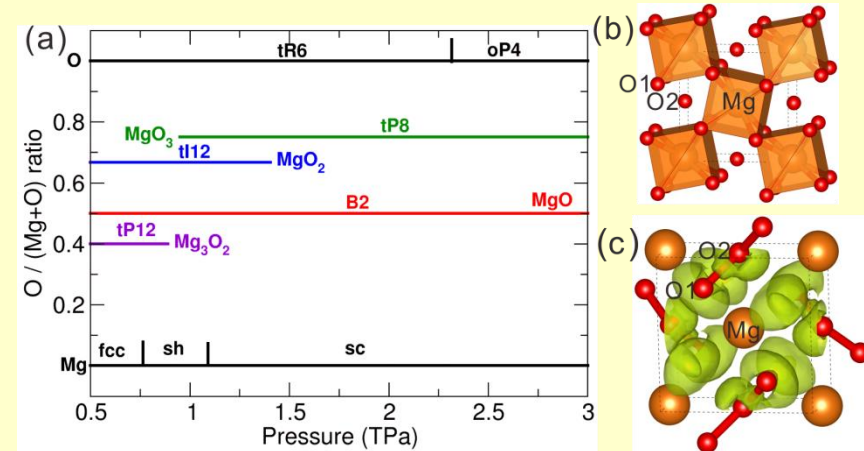 (a)
O / (Mg+O) ratio
O
0.8
0.6
0.4
0.2
Mg
tR6
oP4
MgO3
tP8
tI12
MgO2
B2
MgO
tP12
Mg3O2
fcc
sh
sc
0.5
1
1.5
2
2.5
3
Pressure (TPa)
(b)
O1
O2
Mg
(c)
O2
O1
Mg